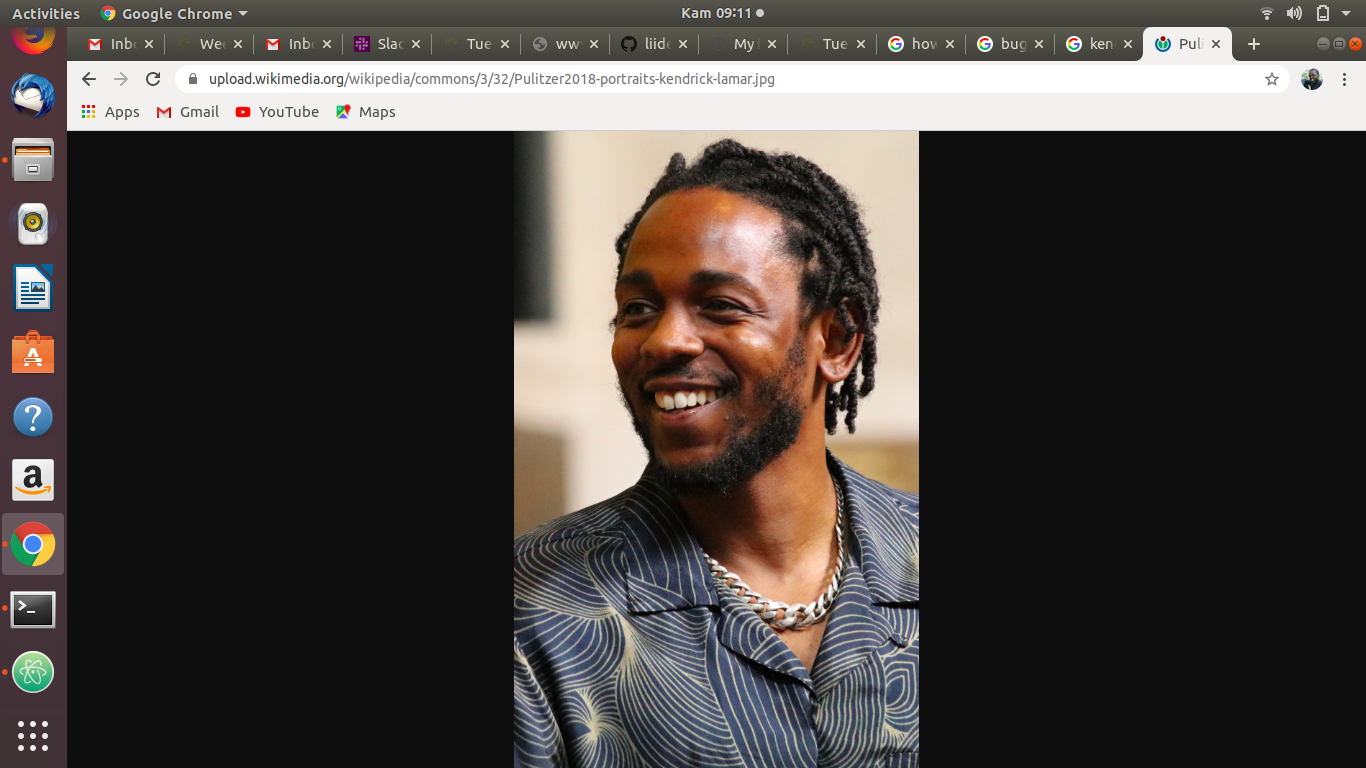 Activities Google Chrome Kam 09:11
Inb Wee Inb Slac Tue ww liide My Tue how bug ken Puli
upload.wikimedia.org/wikipedia/commons/3/32/Pulitzer2018-portraits-kendrick-lamar.jpg
Apps Gmail YouTube Maps